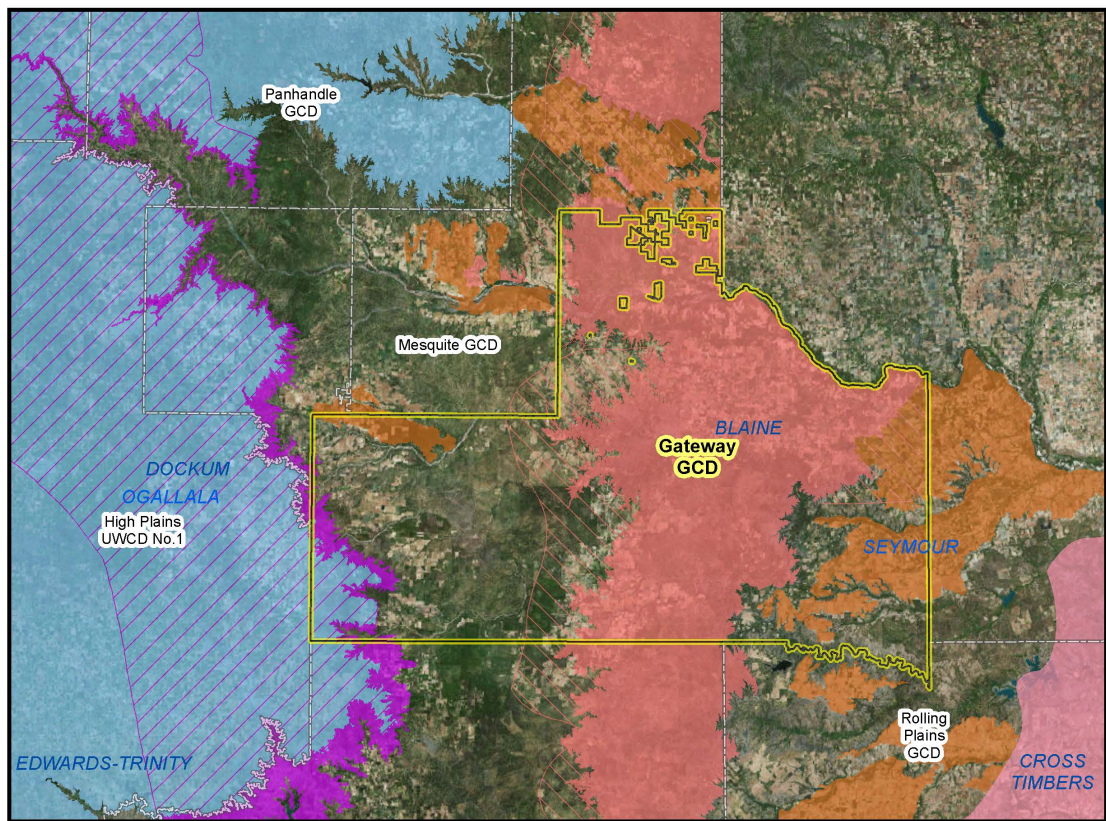 Panhandle
GCD
Mesquite GCD
BLAINE
Gateway
GCD
DOCKUM
OGALLALA
High Plains
UWCD No.1
SEYMOUR
Rolling
Plains
GCD
EDWARDS-TRINITY
CROSS
TIMBERS